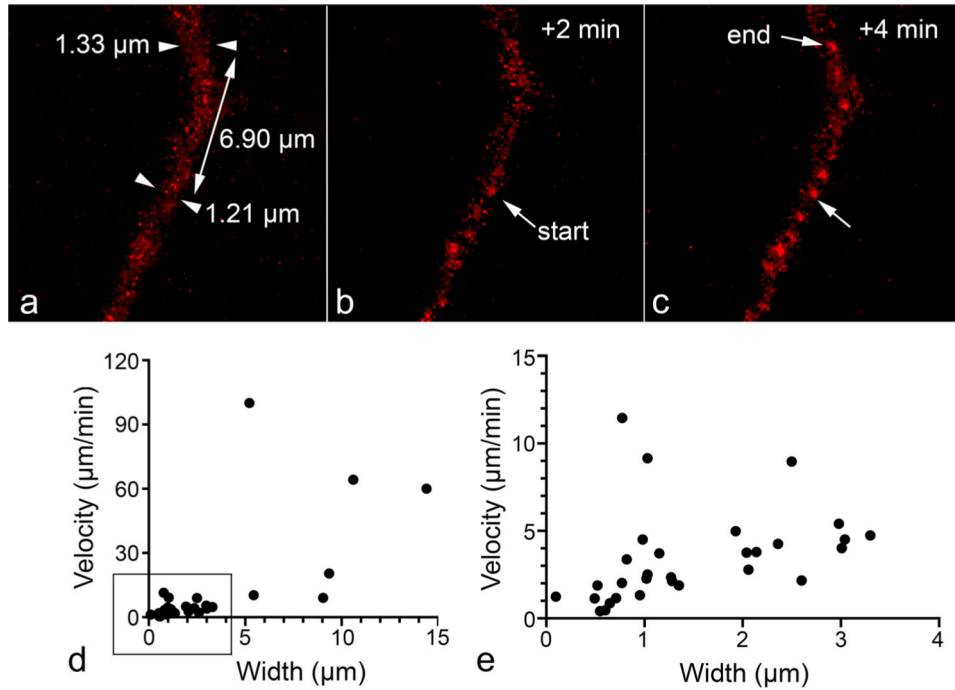 1.33 µm
6.90 µm
1.21 µm
a
+2 min
start
b
+4 min
end
c
120
90
60
30
0
Velocity (µm/min)
0
5
10
15
Width (µm)
d
15
10
5
0
Velocity (µm/min)
0
1
2
3
4
Width (µm)
e